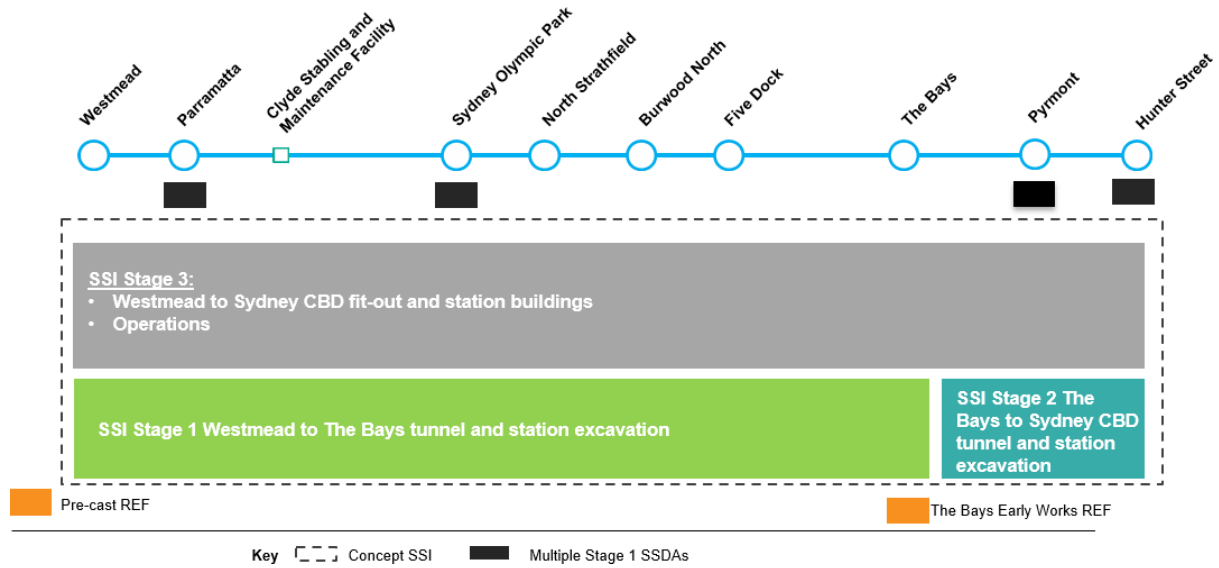 Westmead
Parramatta
Clyde Stabling and
Maintenance Facility
Sydney Olympic Park
North Strathfield
Burwood North
Five Dock
The Bays
Pyrmont
Hunter Street
SSI Stage 3:
• Westmead to Sydney CBD fit-out and station buildings
• Operations
SSI Stage 1 Westmead to The Bays tunnel and station excavation
SSI Stage 2 The
Bays to Sydney CBD
tunnel and station
excavation
Pre-cast REF
The Bays Early Works REF
Key Concept SSI Multiple Stage 1 SSDAs